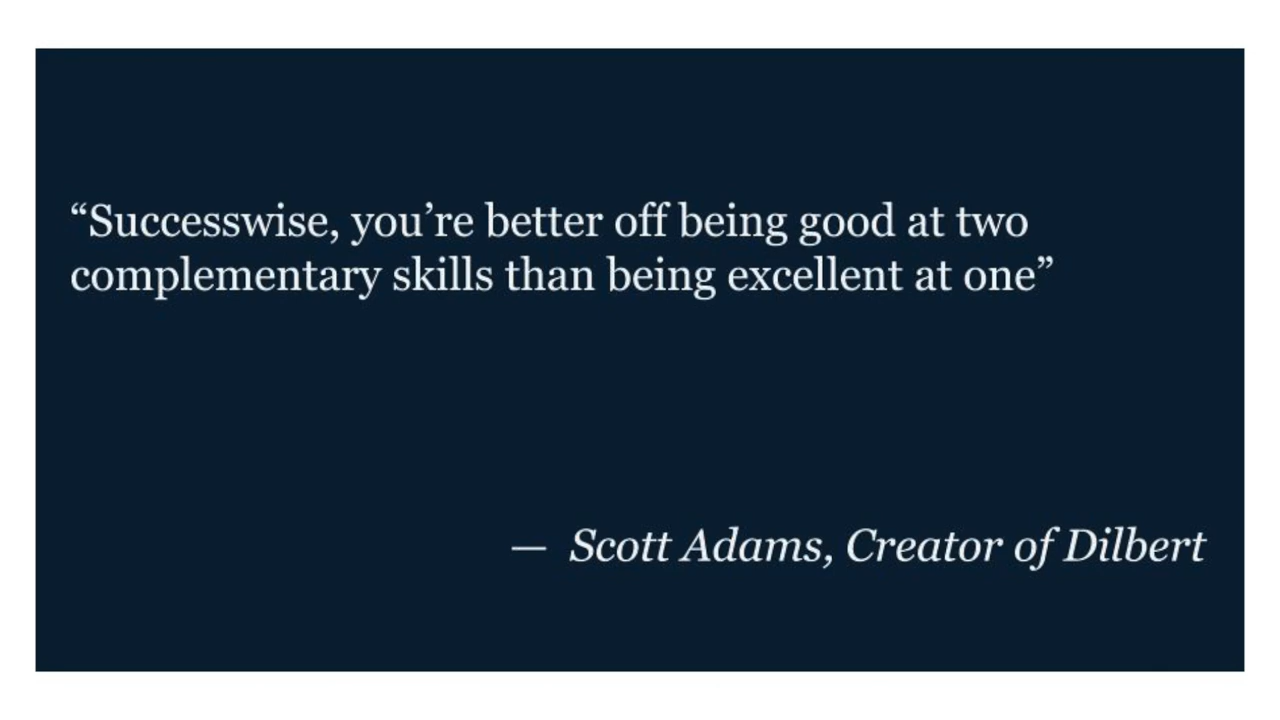 “Successwise, you’re better off being good at two
complementary skills than being excellent at one”
— Scott Adams, Creator of Dilbert